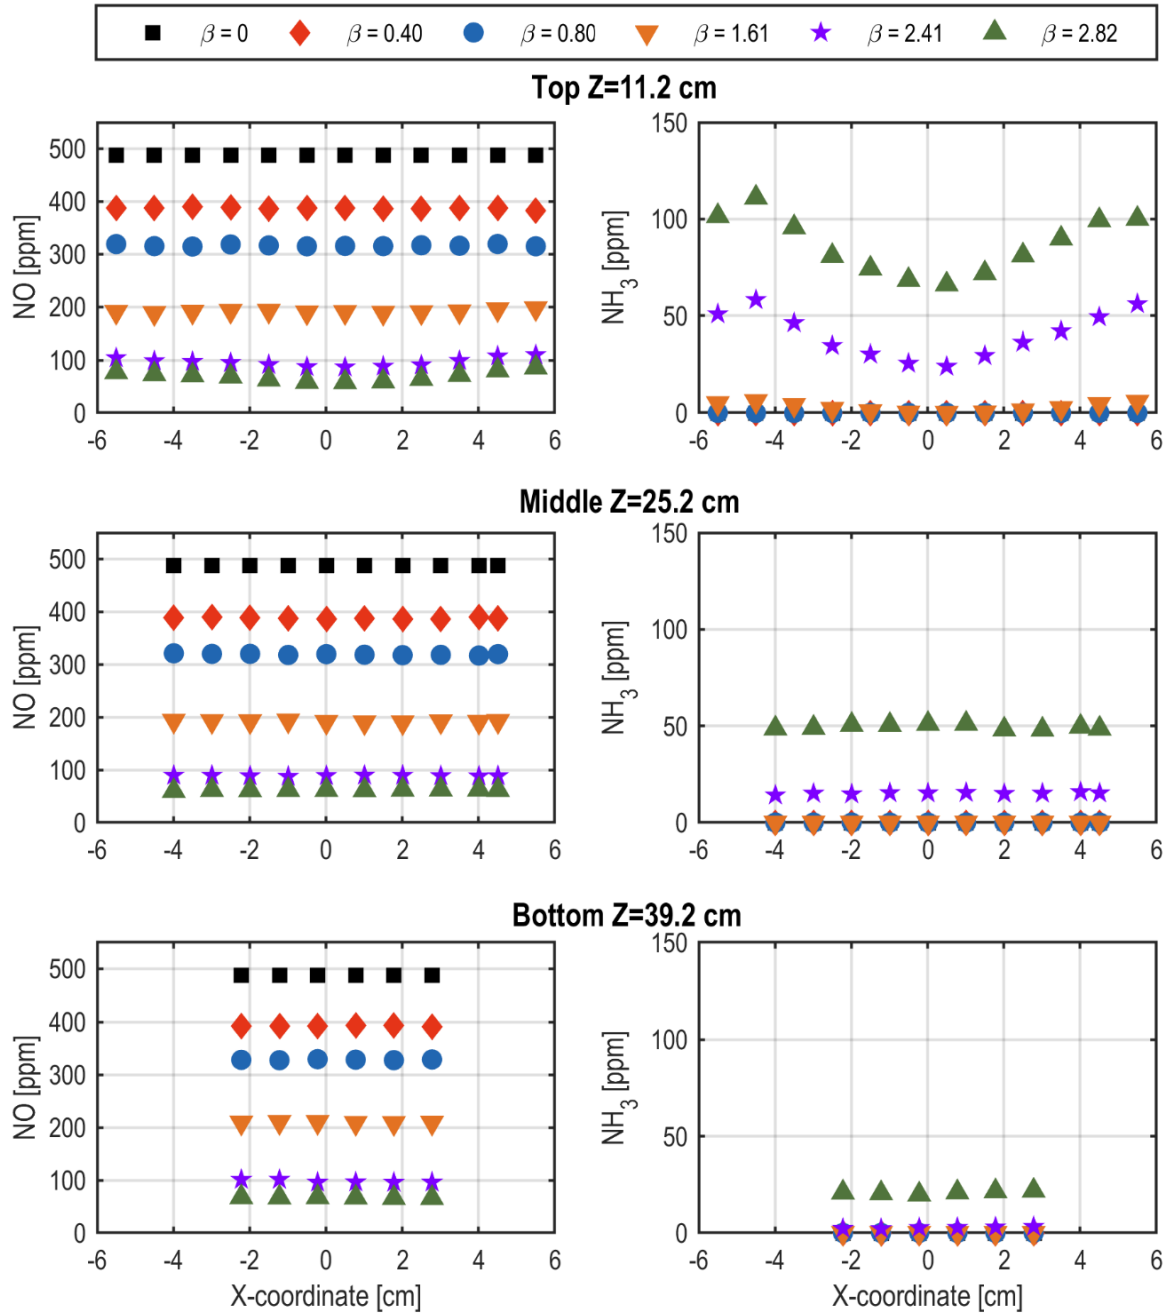 β = 0 β = 0.40 β = 0.80 β = 1.61 β = 2.41 β = 2.82
Top Z=11.2 cm
NO [ppm]
500
400
300
200
100
0
-6 -4 -2 0 2 4 6
NH3 [ppm]
150
100
50
0
-6 -4 -2 0 2 4 6
Middle Z=25.2 cm
NO [ppm]
500
400
300
200
100
0
-6 -4 -2 0 2 4 6
NH3 [ppm]
150
100
50
0
-6 -4 -2 0 2 4 6
Bottom Z=39.2 cm
NO [ppm]
500
400
300
200
100
0
-6 -4 -2 0 2 4 6
X-coordinate [cm]
NH3 [ppm]
150
100
50
0
-6 -4 -2 0 2 4 6
X-coordinate [cm]